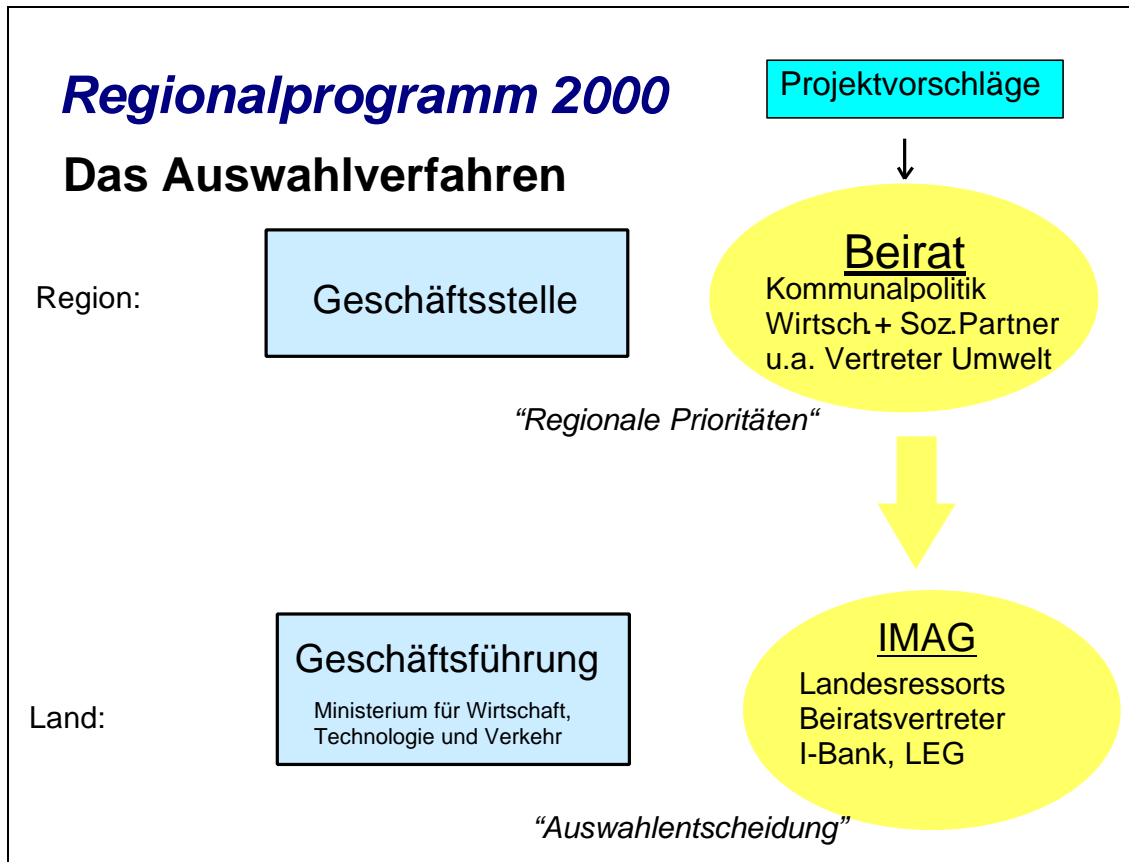 Regionalprogramm 2000
Projektvorschläge
Das Auswahlverfahren
Region:
Geschäftsstelle
Beirat
Kommunalpolitik
Wirtsch.+ Soz.Partner
u.a. Vertreter Umwelt
“Regionale Prioritäten“
Land:
Geschäftsführung
Ministerium für Wirtschaft,
Technologie und Verkehr
IMAG
Landesressorts
Beiratsvertreter
I-Bank, LEG
“Auswahlentscheidung”